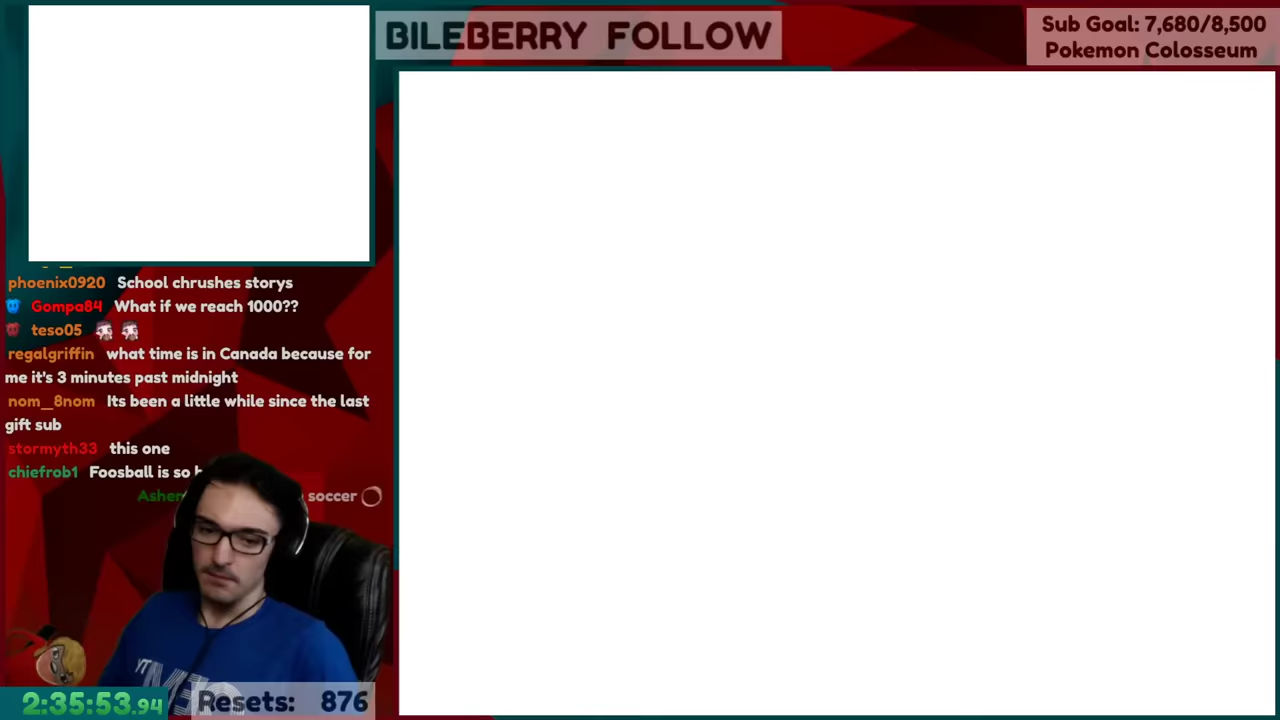 BILEBERRY FOLLOW
Sub Goal: 7,680/8,500
Pokemon Colosseum
phoenix0920 School chrushes storys
Gompa84 What if we reach 1000??
teso05
regalgriffin what time is in Canada because for
me it's 3 minutes past midnight
nom_8nom Its been a little while since the last
gift sub
stormyth33 this one
chiefrob1 Foosball is so
soccer
2:35:53.94
Resets: 876